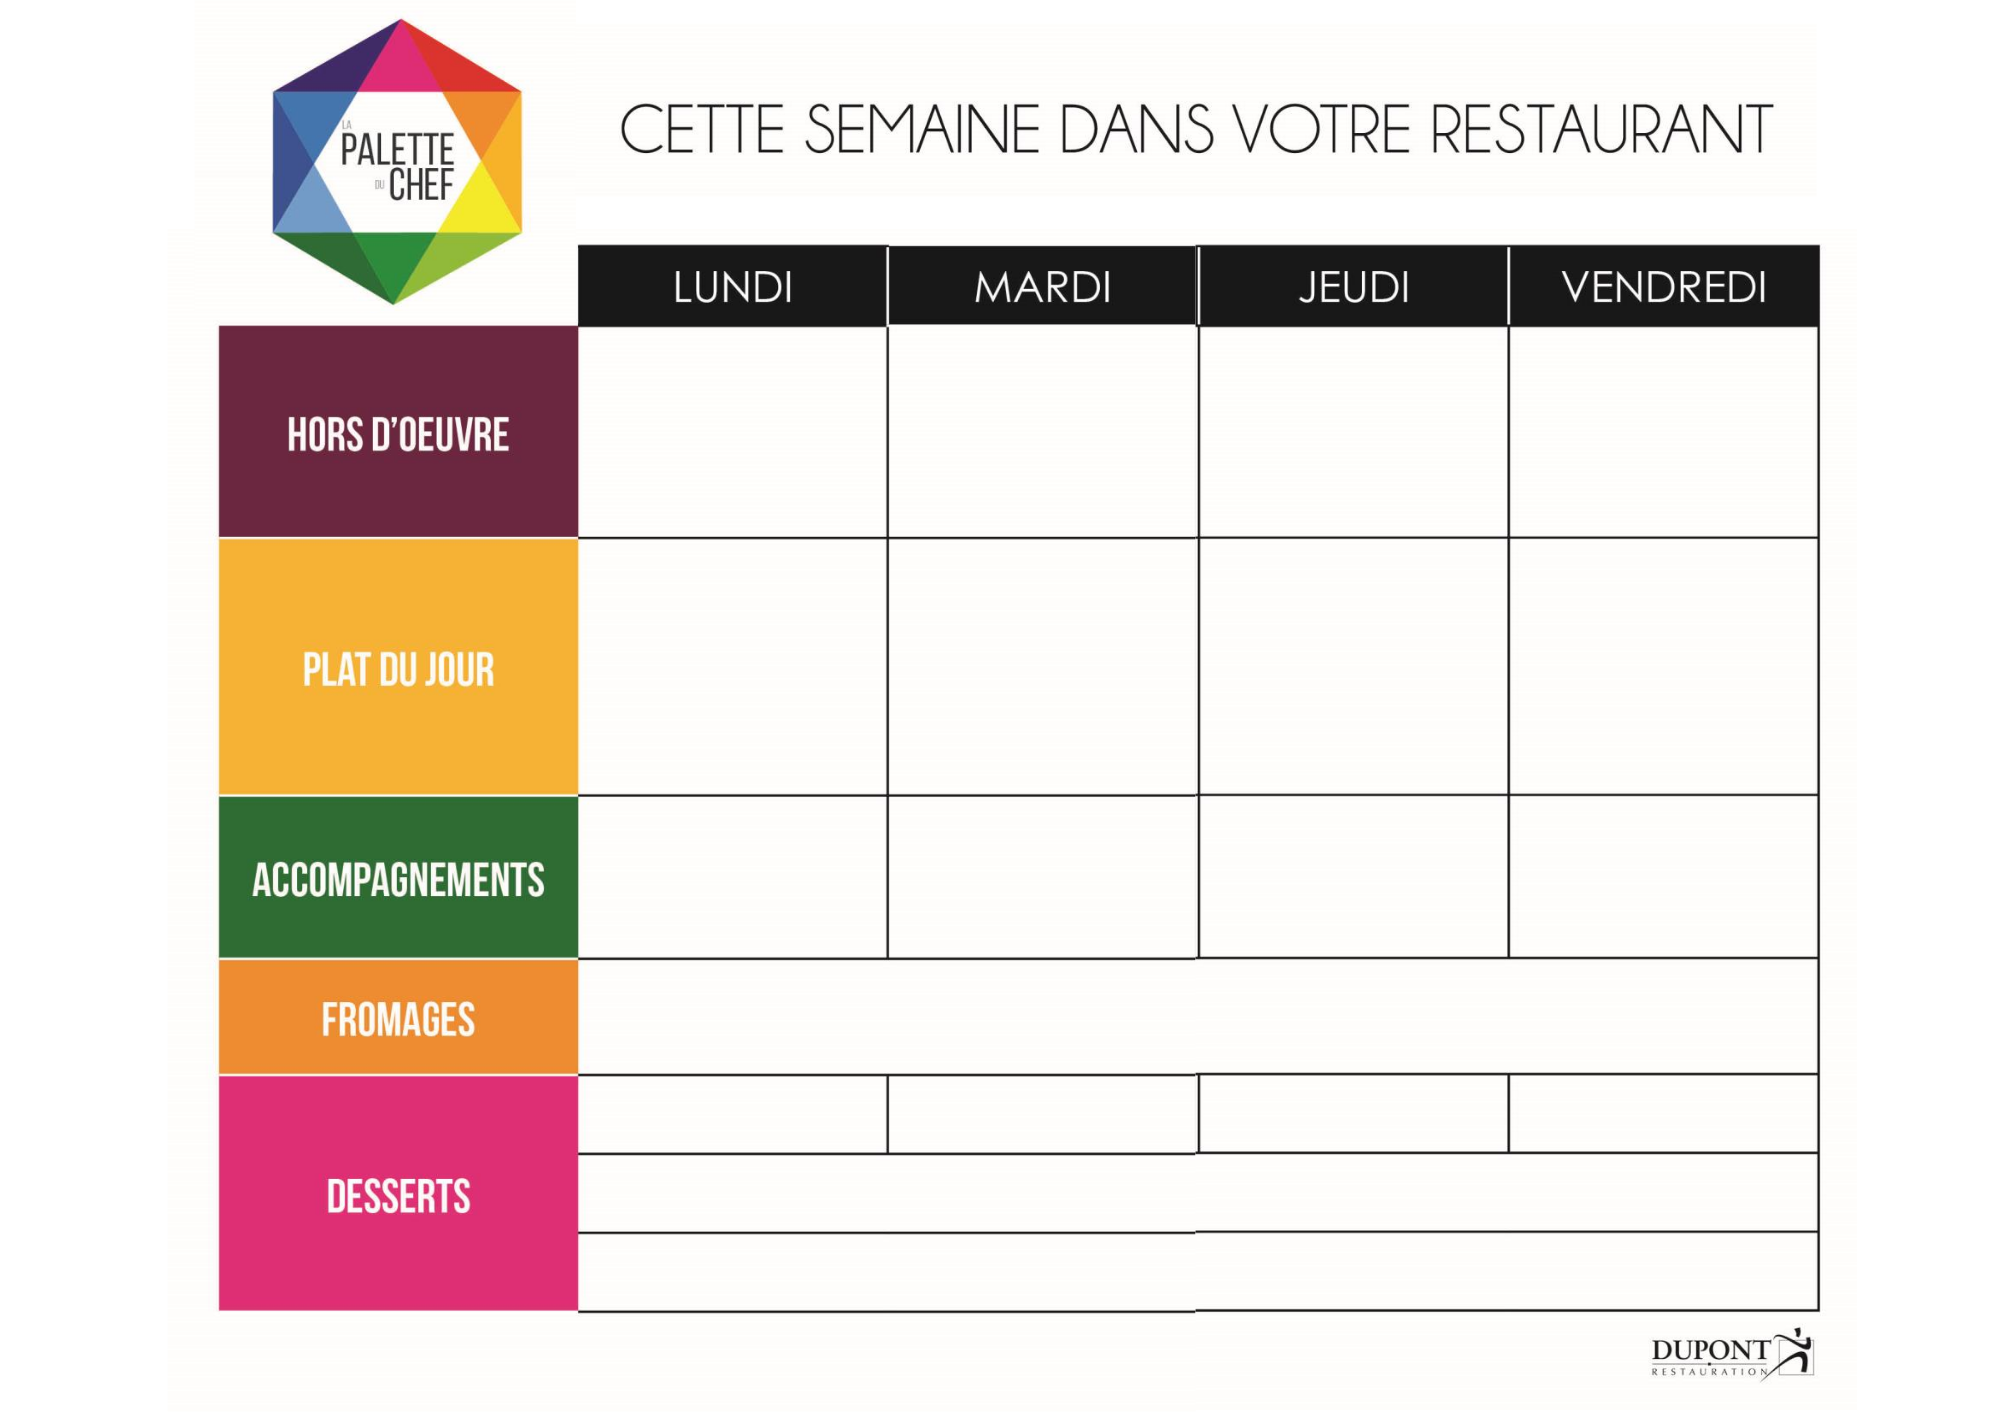 LA
PALETTE
DU CHEF
CETTE SEMAINE DANS VOTRE RESTAURANT
LUNDI MARDI JEUDI VENDREDI
HORS D'OEUVRE
PLAT DU JOUR
ACCOMPAGNEMENTS
FROMAGES
DESSERTS
DUPONT
RESTAURATION